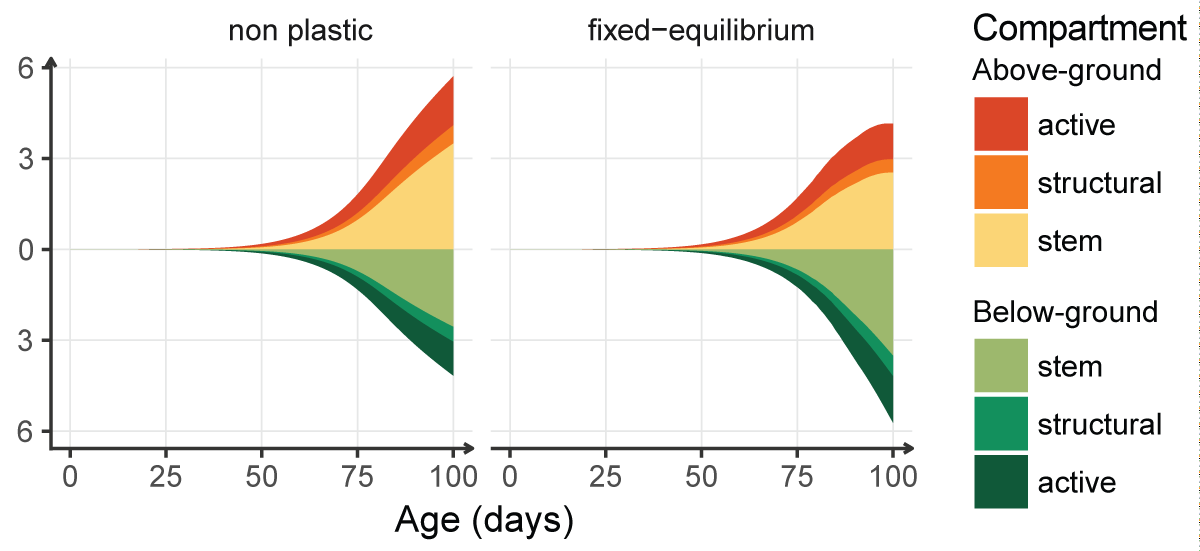 non plastic
fixed−equilibrium
6
3
0
3
6
0 25 50 75 100
0 25 50 75 100
Age (days)
Compartment
Above-ground
active
structural
stem
Below-ground
stem
structural
active